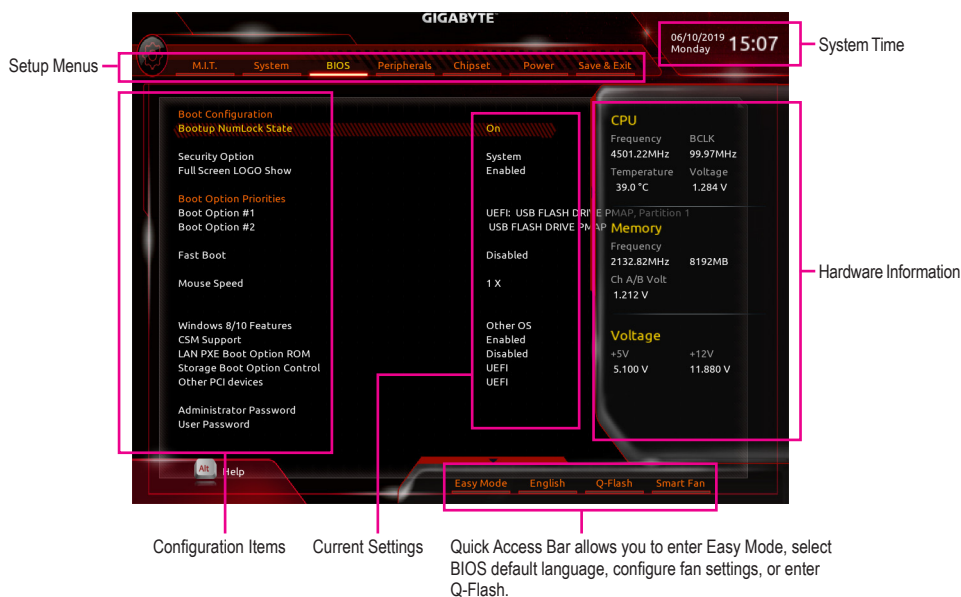 GIGABYTE™
06/10/2019
Monday
15:07
System Time
Setup Menus
M.I.T. System BIOS Peripherals Chipset Power Save & Exit
Boot Configuration
Bootup NumLock State On
Security Option System
Full Screen LOGO Show Enabled
Boot Option Priorities
Boot Option #1 UEFI: USB FLASH DRIVE PMAP, Partition 1
Boot Option #2 USB FLASH DRIVE PMAP
Fast Boot Disabled
Mouse Speed 1 X
Windows 8/10 Features Other OS
CSM Support Enabled
LAN PXE Boot Option ROM Disabled
Storage Boot Option Control UEFI
Other PCI devices UEFI
Administrator Password
User Password
CPU
Frequency BCLK
4501.22MHz 99.97MHz
Temperature Voltage
39.0 °C 1.284 V
Memory
Frequency
2132.82MHz 8192MB
Ch A/B Volt
1.212 V
Voltage
+5V +12V
5.100 V 11.880 V
Hardware Information
Alt Help
Easy Mode English Q-Flash Smart Fan
Configuration Items
Current Settings
Quick Access Bar allows you to enter Easy Mode, select
BIOS default language, configure fan settings, or enter
Q-Flash.